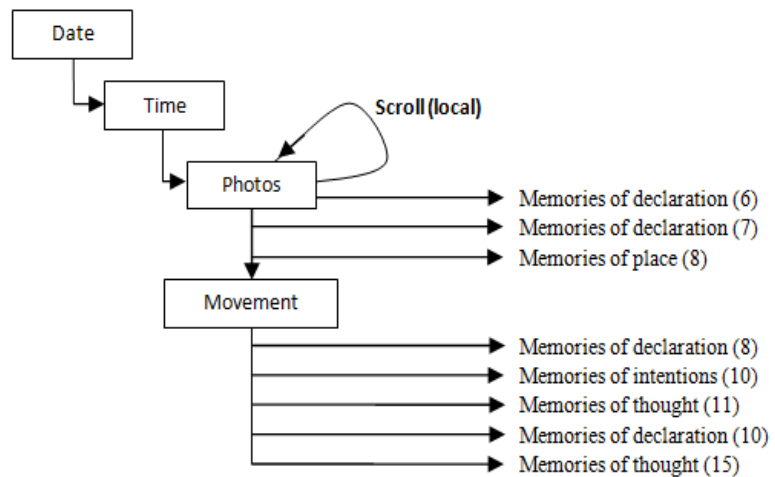 Date
Time
Scroll (local)
Photos
Memories of declaration (6)
Memories of declaration (7)
Memories of place (8)
Movement
Memories of declaration (8)
Memories of intentions (10)
Memories of thought (11)
Memories of declaration (10)
Memories of thought (15)